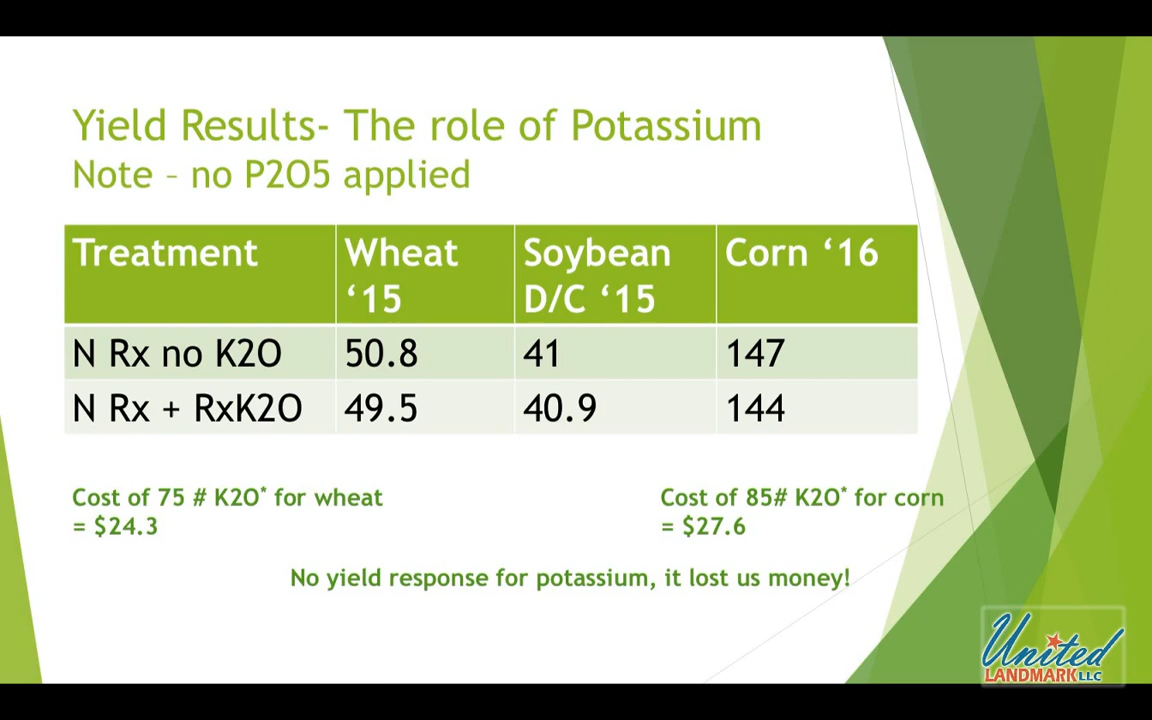 Yield Results- The role of Potassium
Note – no P2O5 applied
Treatment Wheat ‘15 Soybean D/C ‘15 Corn ‘16
N Rx no K2O 50.8 41 147
N Rx + RxK2O 49.5 40.9 144
Cost of 75 # K2O* for wheat
= $24.3
Cost of 85# K2O* for corn
= $27.6
No yield response for potassium, it lost us money!
United
LANDMARK LLC